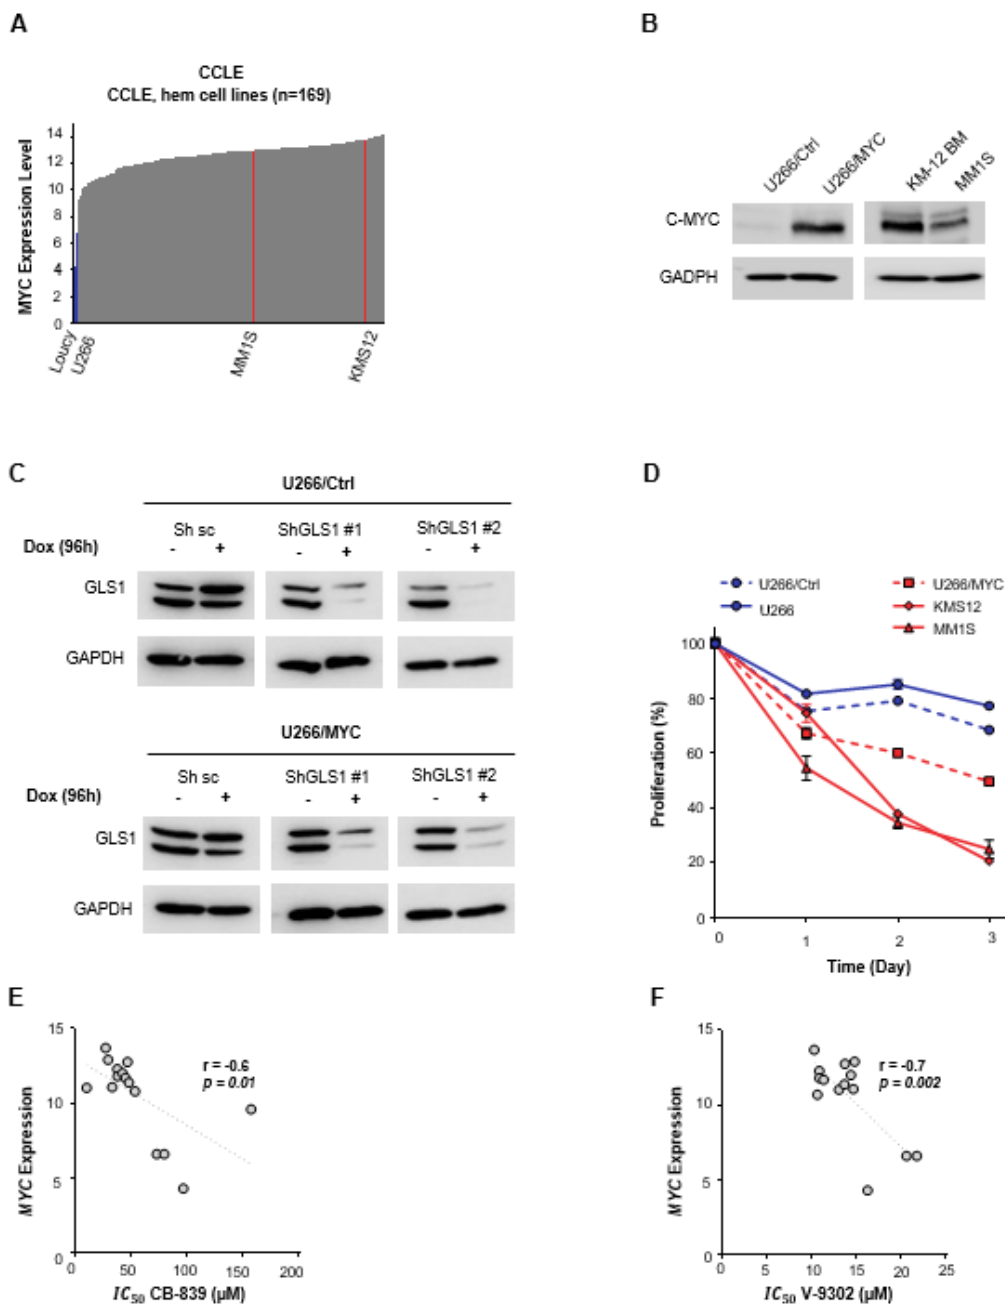 A
CCLE
CCLE, hem cell lines (n=169)
MYC Expression Level
14
12
10
8
6
4
2
0
Loucy
U266
MM1S
KMS12
B
U266/Ctrl
U266/MYC
KM-12 BM
MM1S
C-MYC
GADPH
C
U266/Ctrl
Sh sc
ShGLS1 #1
ShGLS1 #2
Dox (96h)
- + - + - +
GLS1
GAPDH
U266/MYC
Sh sc
ShGLS1 #1
ShGLS1 #2
Dox (96h)
- + - + - +
GLS1
GAPDH
D
U266/Ctrl
U266
U266/MYC
KMS12
MM1S
Proliferation (%)
100
80
60
40
20
0
0 1 2 3
Time (Day)
E
MYC Expression
15
10
5
0
r = -0.6
p = 0.01
0 50 100 150 200
IC50 CB-839 (µM)
F
MYC Expression
15
10
5
0
r = -0.7
p = 0.002
0 5 10 15 20 25
IC50 V-9302 (µM)